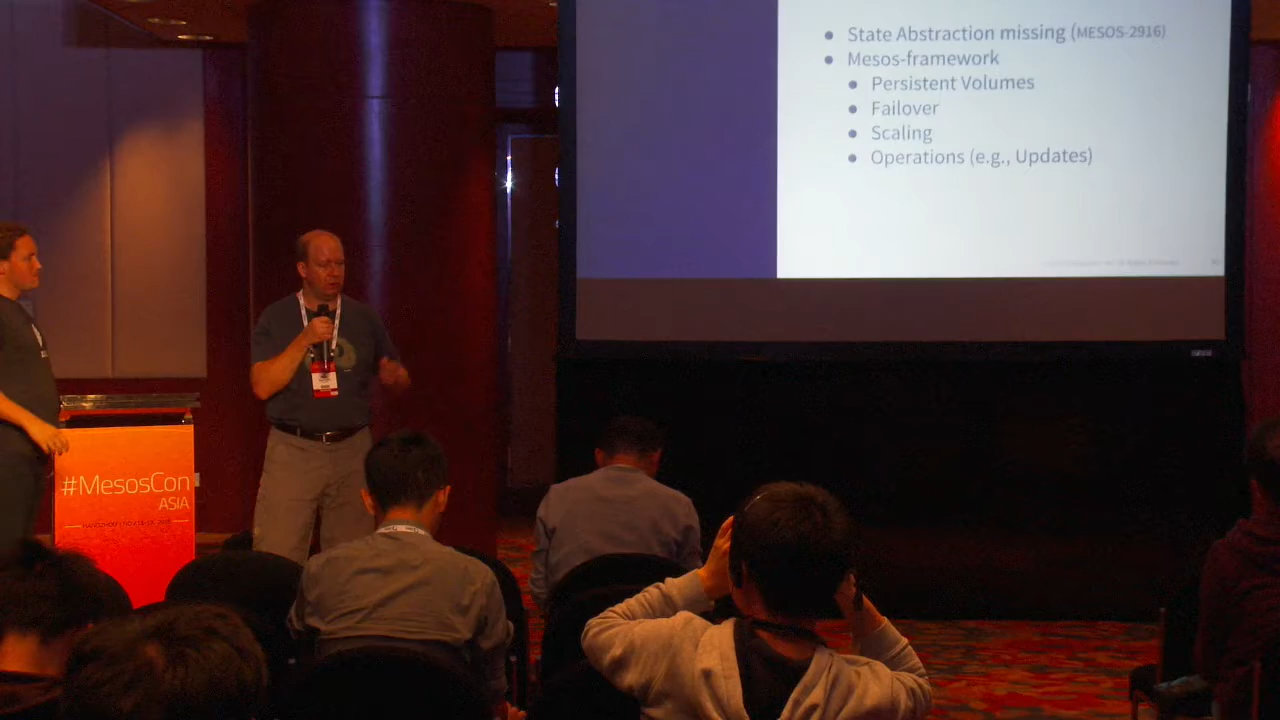 State Abstraction missing (MESOS-2916)
Mesos-framework
Persistent Volumes
Failover
Scaling
Operations (e.g., Updates)
#MesosCon
ASIA